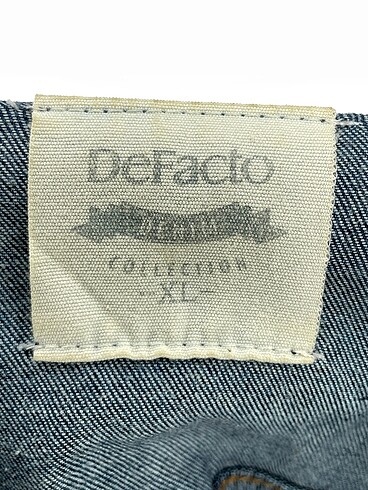 DeFacto
DENIM
COLLECTION
-XL-